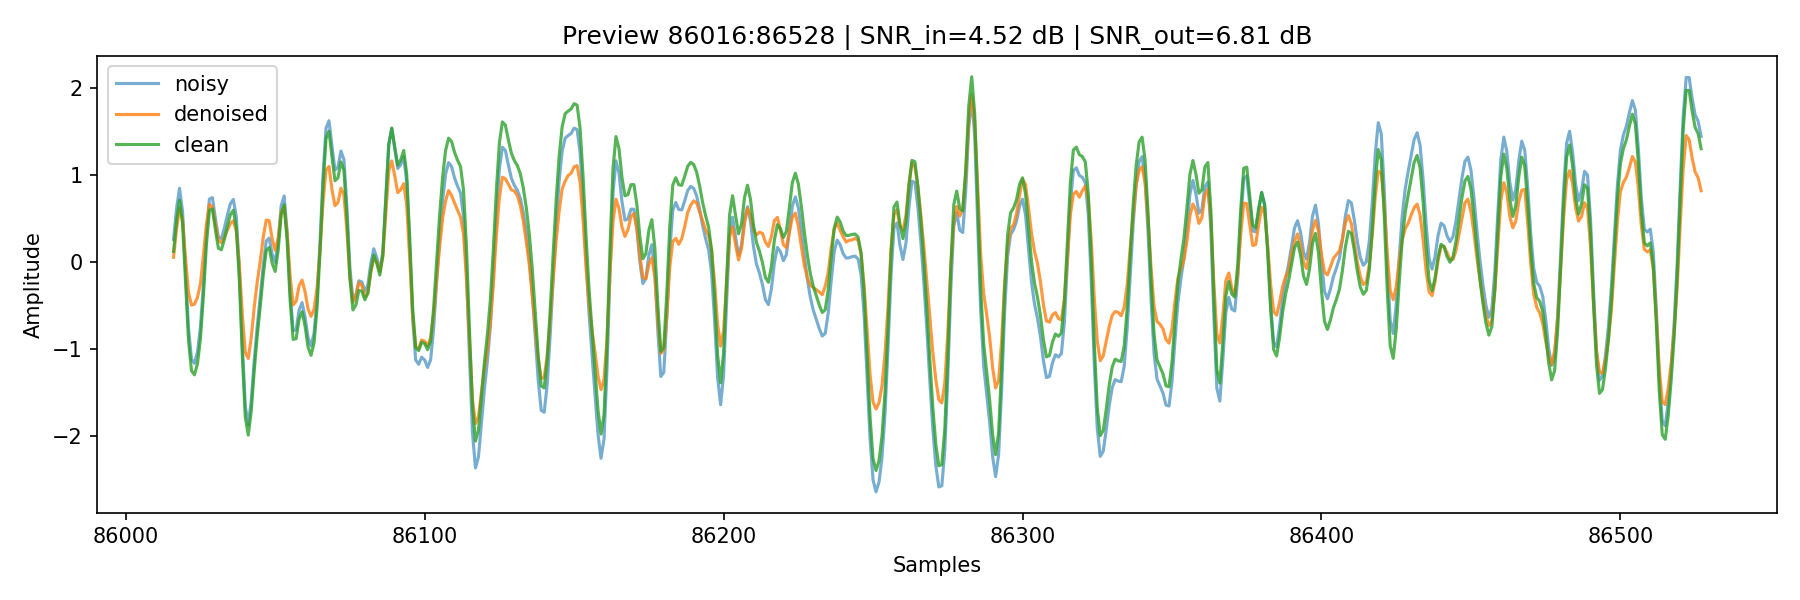 Preview 86016:86528 | SNR_in=4.52 dB | SNR_out=6.81 dB
noisy
denoised
clean
Amplitude
2
1
0
−1
−2
86000 86100 86200 86300 86400 86500
Samples